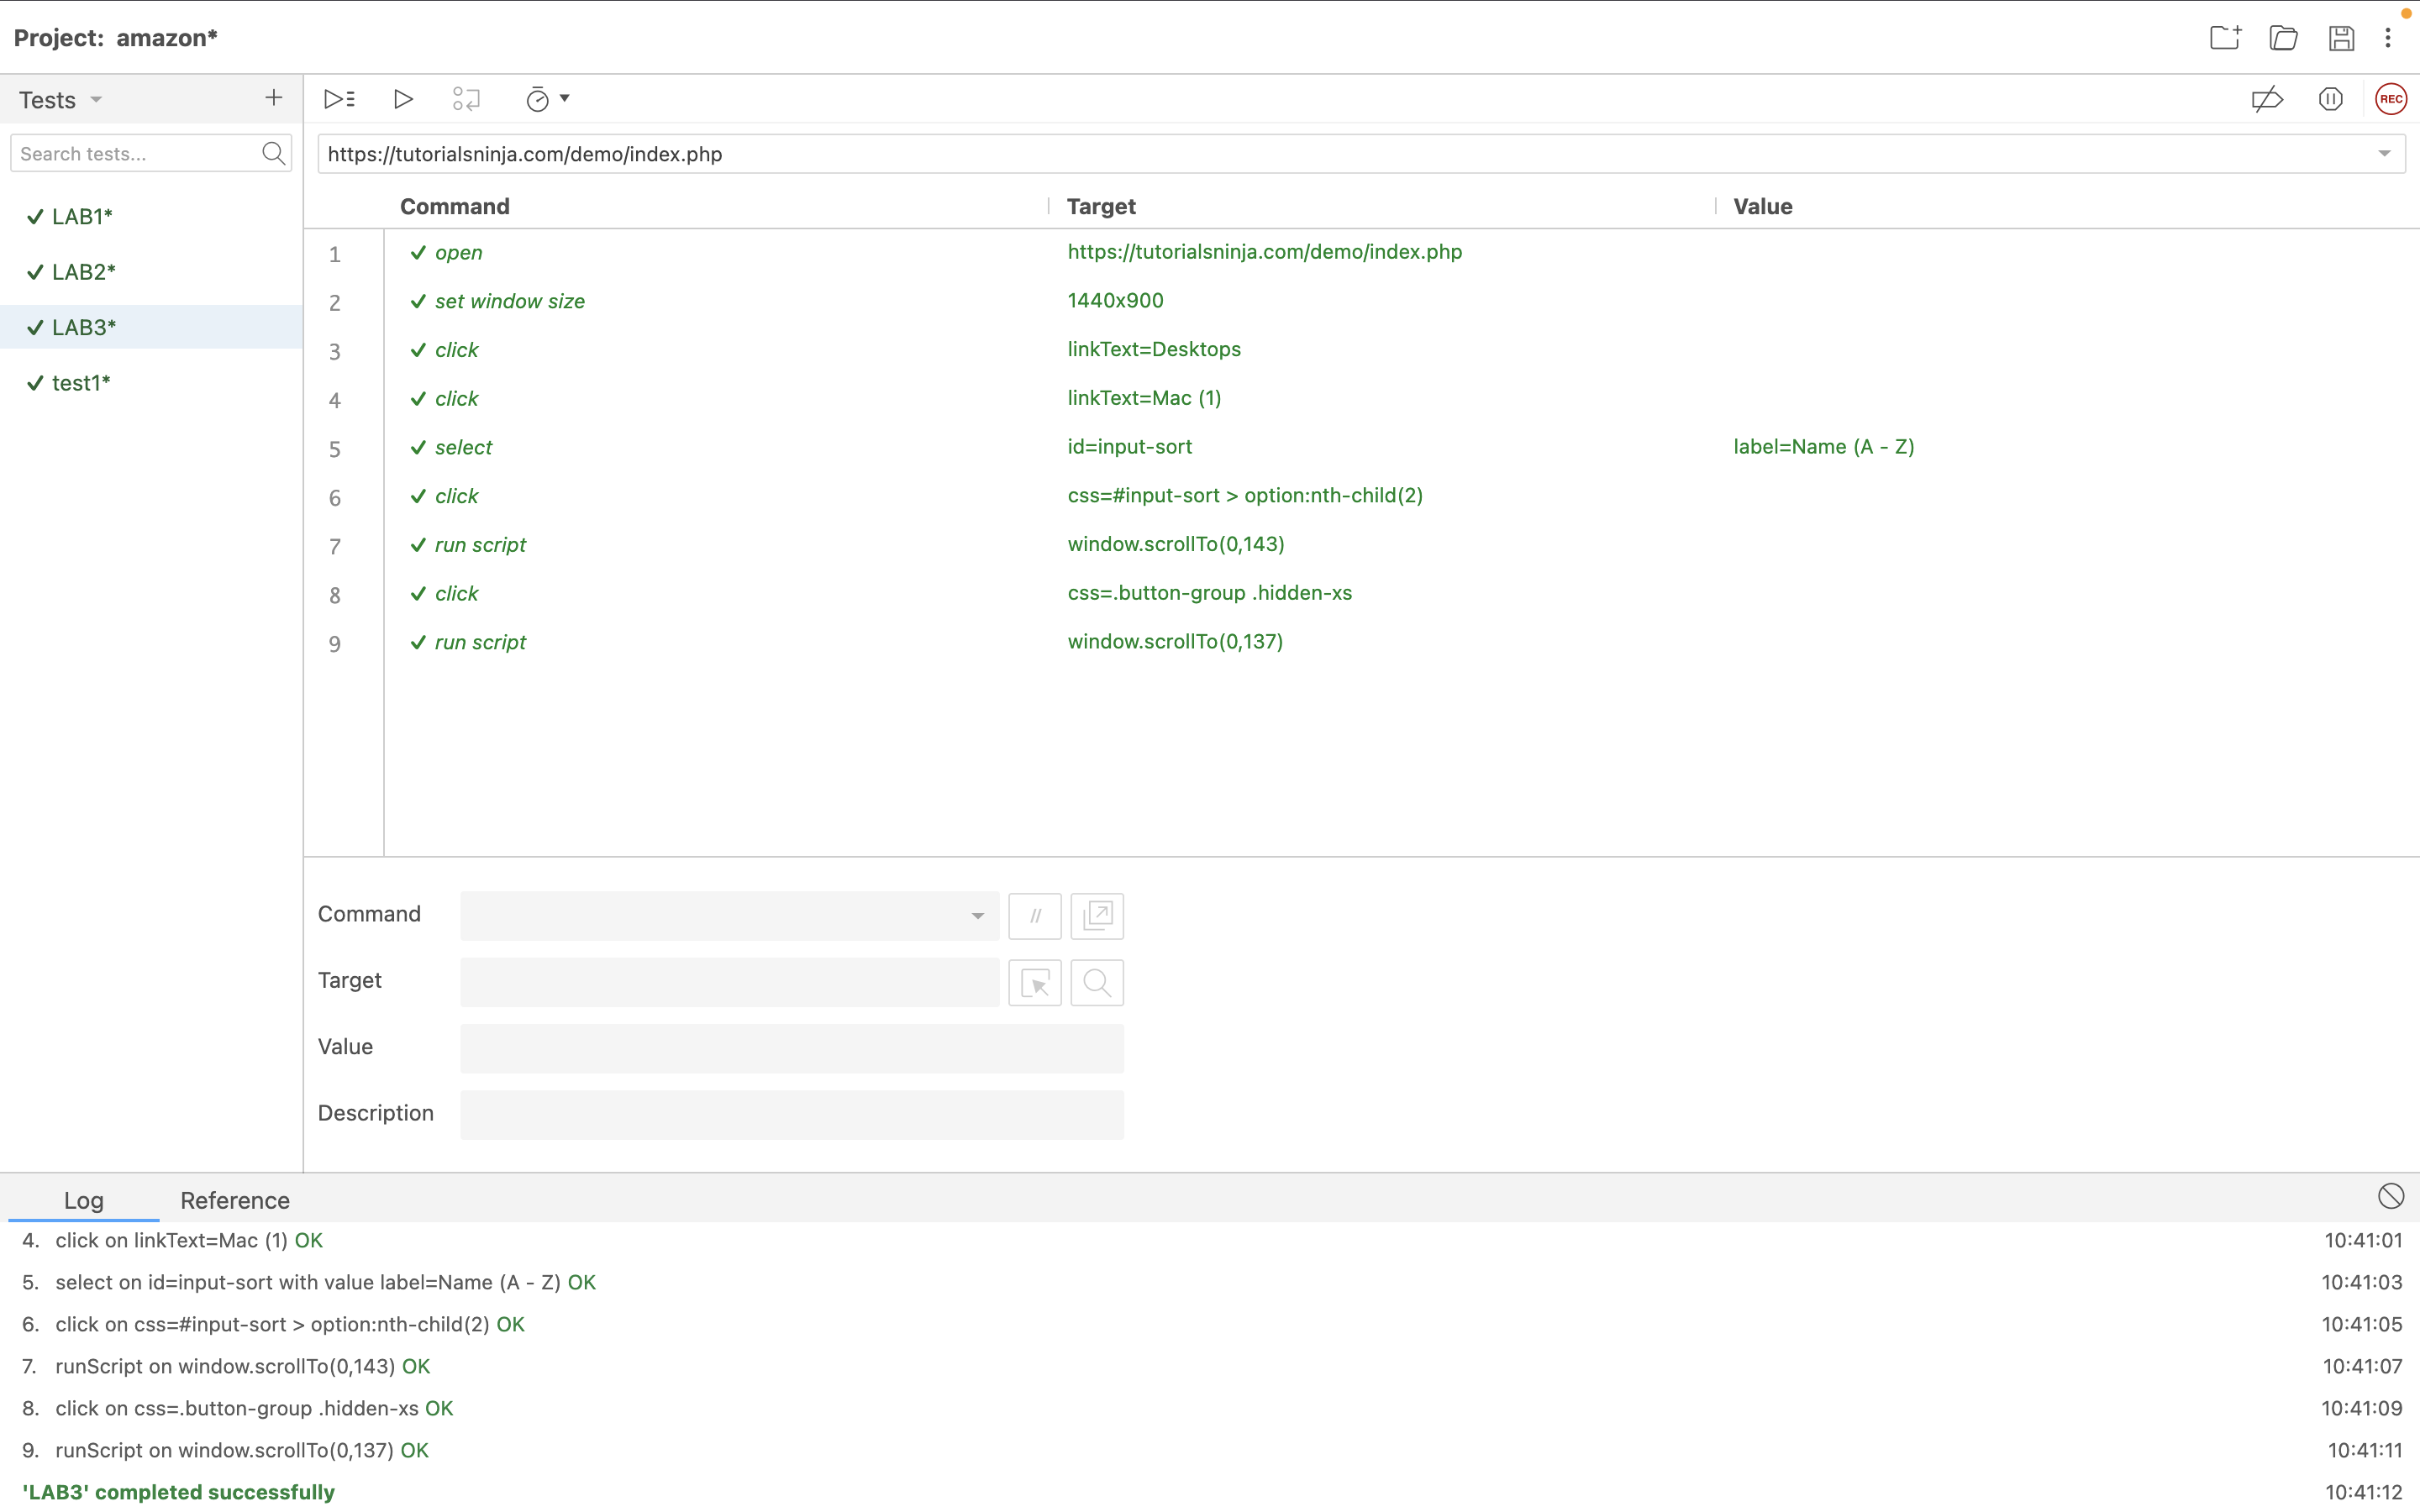 Project: amazon*
Tests
REC
Search tests...
https://tutorialsninja.com/demo/index.php
LAB1*
LAB2*
LAB3*
test1*
Command Target Value
1 open https://tutorialsninja.com/demo/index.php
2 set window size 1440x900
3 click linkText=Desktops
4 click linkText=Mac (1)
5 select id=input-sort label=Name (A - Z)
6 click css=#input-sort > option:nth-child(2)
7 run script window.scrollTo(0,143)
8 click css=.button-group .hidden-xs
9 run script window.scrollTo(0,137)
Command //
Target
Value
Description
Log Reference
4. click on linkText=Mac (1) OK 10:41:01
5. select on id=input-sort with value label=Name (A - Z) OK 10:41:03
6. click on css=#input-sort > option:nth-child(2) OK 10:41:05
7. runScript on window.scrollTo(0,143) OK 10:41:07
8. click on css=.button-group .hidden-xs OK 10:41:09
9. runScript on window.scrollTo(0,137) OK 10:41:11
'LAB3' completed successfully 10:41:12